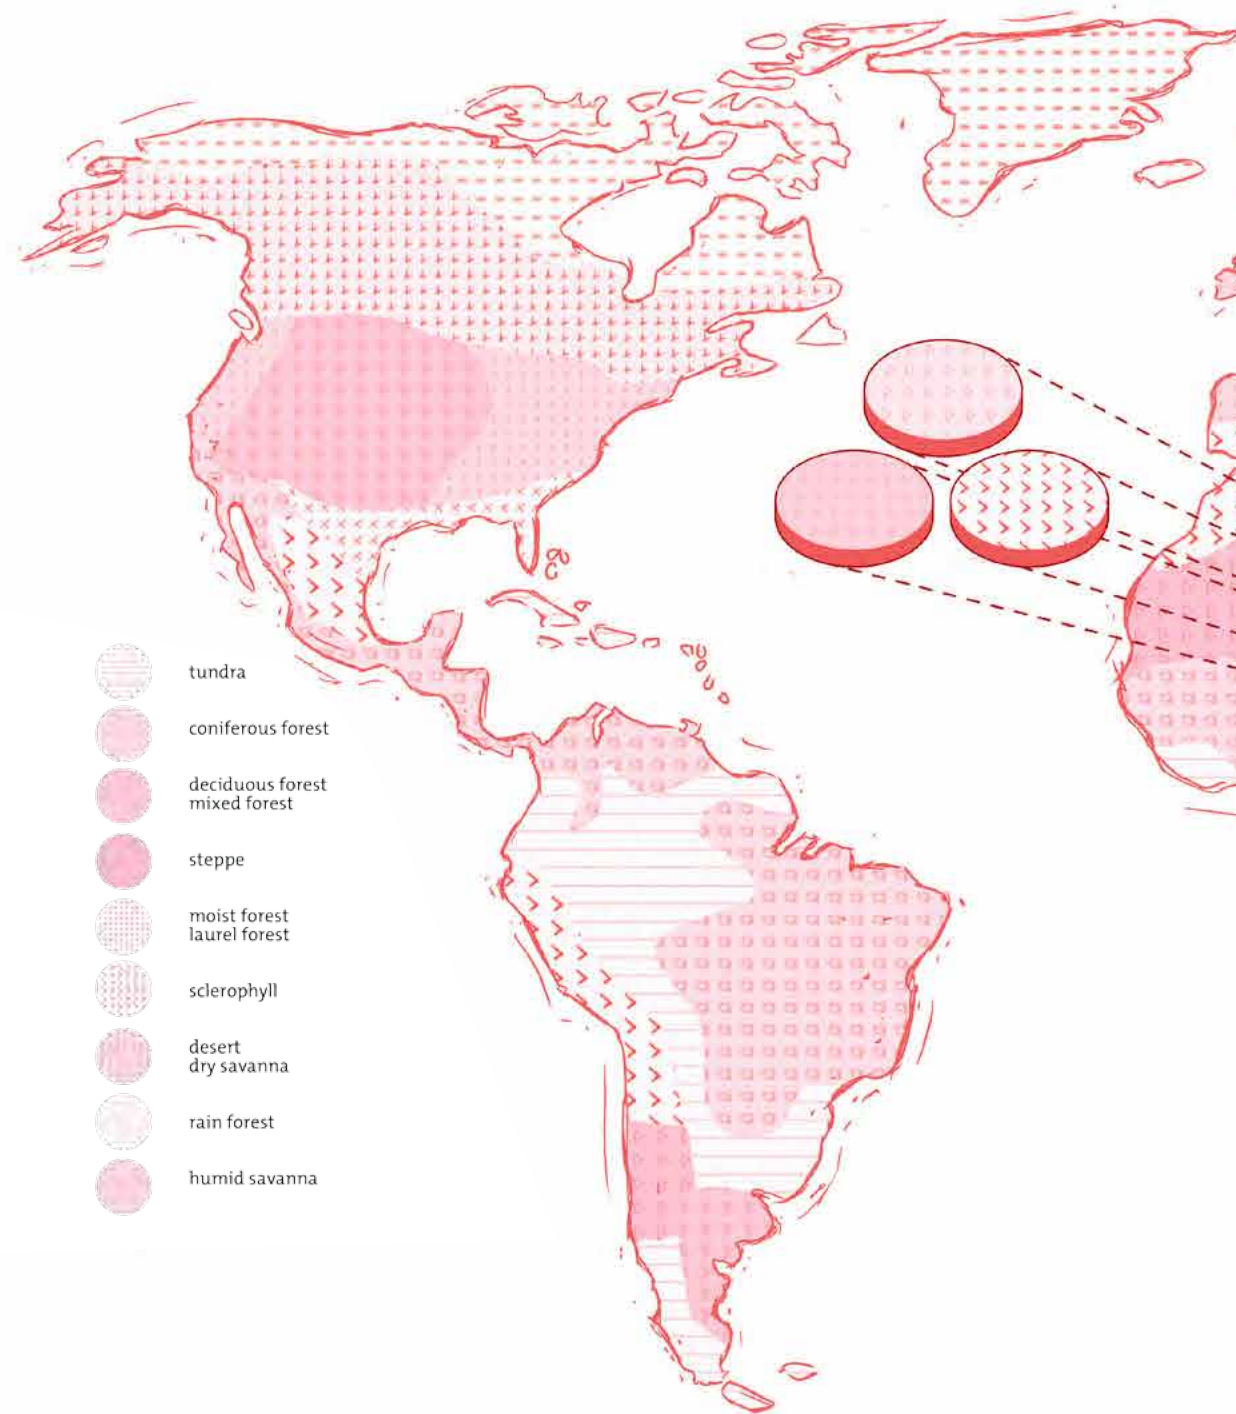 tundra
coniferous forest
deciduous forest
mixed forest
steppe
moist forest
laurel forest
sclerophyll
desert
dry savanna
rain forest
humid savanna